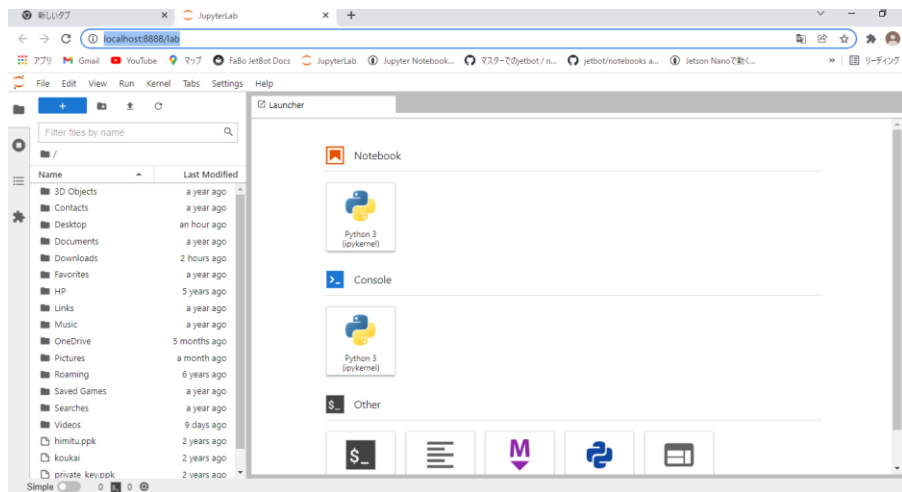 新しいタブ
JupyterLab
localhost:8888/lab
アプリ Gmail YouTube マップ FaBo JetBot Docs JupyterLab Jupyter Notebook... マスターでのjetbot / n... jetbot/notebooks a... Jetson Nanoで動く... » リーディング
File Edit View Run Kernel Tabs Settings Help
Launcher
Filter files by name
/
Name Last Modified
3D Objects a year ago
Contacts a year ago
Desktop an hour ago
Documents a year ago
Downloads 2 hours ago
Favorites a year ago
HP 5 years ago
Links a year ago
Music a year ago
OneDrive 5 months ago
Pictures a month ago
Roaming 6 years ago
Saved Games a year ago
Searches a year ago
Videos 9 days ago
himitu.ppk 2 years ago
koukai 2 years ago
private_key.ppk 2 years ago
Notebook
Python 3
(ipykernel)
Console
Python 3
(ipykernel)
$_ Other
$_
M
Simple 0 $_ 0